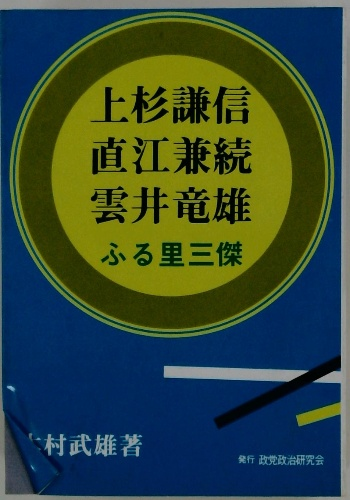 上杉謙信
直江兼続
雲井竜雄
ふる里三傑
村武雄著
発行 政党政治研究会